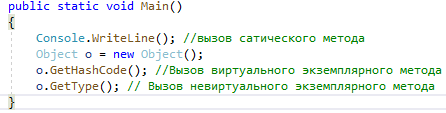 public static void Main()
{
Console.WriteLine(); //вызов сатического метода
Object o = new Object();
o.GetHashCode(); //Вызов виртуального экземплярного метода
o.GetType(); // Вызов невиртуального экземплярного метода
}